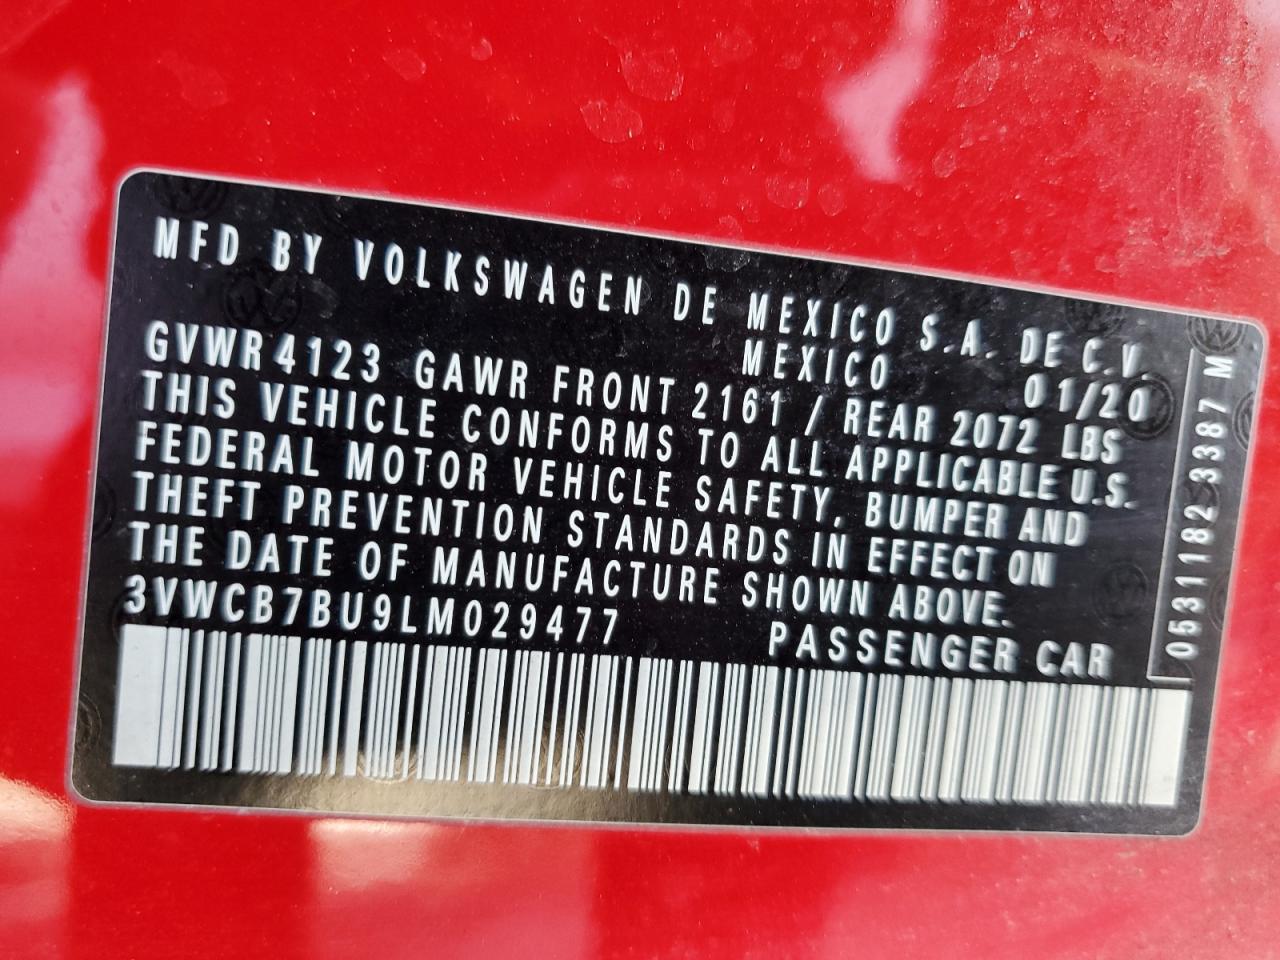 MFD BY VOLKSWAGEN DE MEXICO S.A. DE C.V.
MEXICO 01/20
GVWR 4123 GAWR FRONT 2161 / REAR 2072 LBS
THIS VEHICLE CONFORMS TO ALL APPLICABLE U.S.
FEDERAL MOTOR VEHICLE SAFETY, BUMPER AND
THEFT PREVENTION STANDARDS IN EFFECT ON
THE DATE OF MANUFACTURE SHOWN ABOVE.
3VWCB7BU9LM029477 PASSENGER CAR
0531182 3387 M